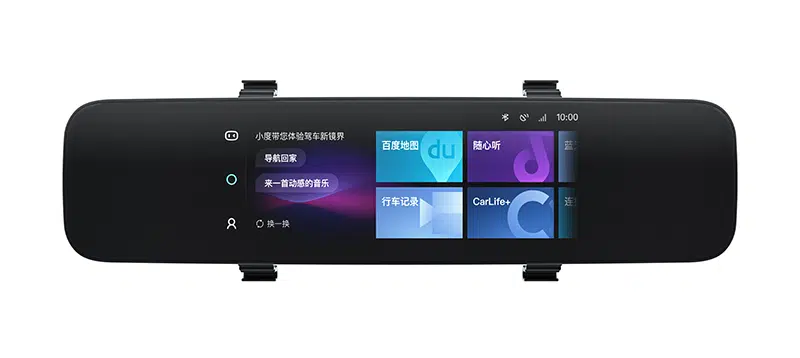 10:00
小度带您体验驾车新镜界
导航回家
来一首动感的音乐
换一换
百度地图
du
随心听
蓝
行车记录
CarLife+
连